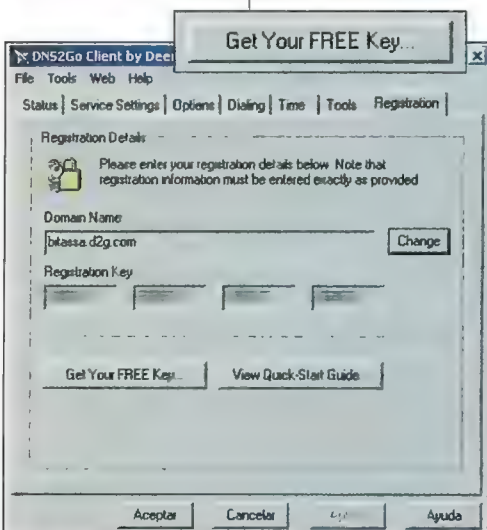 Get Your FREE Key...
DNS2Go Client by
File Tools Web Help
Status Service Settings Options Dialing Time Tools Registration
Registration Details
Please enter your registration details below. Note that
registration information must be entered exactly as provided
Domain Name
bitassa.d2g.com
Change
Registration Key
Get Your FREE Key...
View Quick-Start Guide
Aceptar Cancelar Ayuda